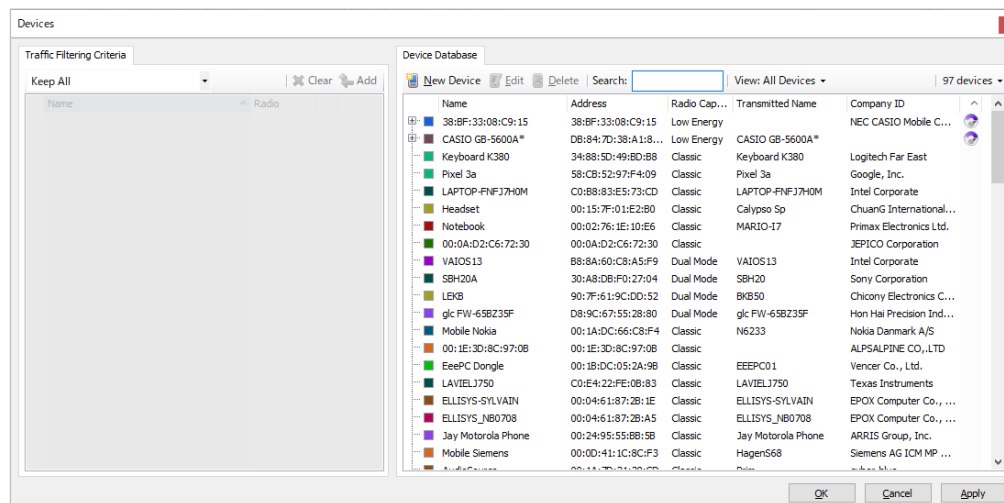 Devices
Traffic Filtering Criteria
Keep All
Clear
Add
Name Radio
Device Database
New Device Edit Delete Search: View: All Devices 97 devices
Name Address Radio Cap... Transmitted Name Company ID
38:BF:33:08:C9:15 38:BF:33:08:C9:15 Low Energy NEC CASIO Mobile C...
CASIO GB-5600A* DB:84:7D:38:A1:8... Low Energy CASIO GB-5600A*
Keyboard K380 34:88:5D:49:BD:B8 Classic Keyboard K380 Logitech Far East
Pixel 3a 58:CB:52:97:F4:09 Classic Pixel 3a Google, Inc.
LAPTOP-FNFJ7H0M C0:B8:83:E5:73:CD Classic LAPTOP-FNFJ7H0M Intel Corporate
Headset 00:15:7F:01:E2:B0 Classic Calypso Sp ChuanG International...
Notebook 00:02:76:1E:10:E6 Classic MARIO-I7 Primax Electronics Ltd.
00:0A:D2:C6:72:30 00:0A:D2:C6:72:30 Classic JEPICO Corporation
VAIOS13 B8:8A:60:C8:A5:F9 Dual Mode VAIOS13 Intel Corporate
SBH20A 30:A8:DB:F0:27:04 Dual Mode SBH20 Sony Corporation
LEKB 90:7F:61:9C:DD:52 Dual Mode BKB50 Chicony Electronics C...
glc FW-65BZ35F D8:9C:67:55:28:80 Dual Mode glc FW-65BZ35F Hon Hai Precision Ind...
Mobile Nokia 00:1A:DC:66:C8:F4 Classic N6233 Nokia Danmark A/S
00:1E:3D:8C:97:0B 00:1E:3D:8C:97:0B Classic ALPSALPINE CO,.LTD
EeePC Dongle 00:1B:DC:05:2A:9B Classic EEEPC01 Vencer Co., Ltd.
LAVIELJ750 C0:E4:22:FE:0B:83 Classic LAVIELJ750 Texas Instruments
ELLISYS-SYLVAIN 00:04:61:87:2B:1E Classic ELLISYS-SYLVAIN EPOX Computer Co., ...
ELLISYS_NB0708 00:04:61:87:2B:A5 Classic ELLISYS_NB0708 EPOX Computer Co., ...
Jay Motorola Phone 00:24:95:55:BB:5B Classic Jay Motorola Phone ARRIS Group, Inc.
Mobile Siemens 00:0D:41:1C:8C:F3 Classic HagenS68 Siemens AG ICM MP ...
OK Cancel Apply